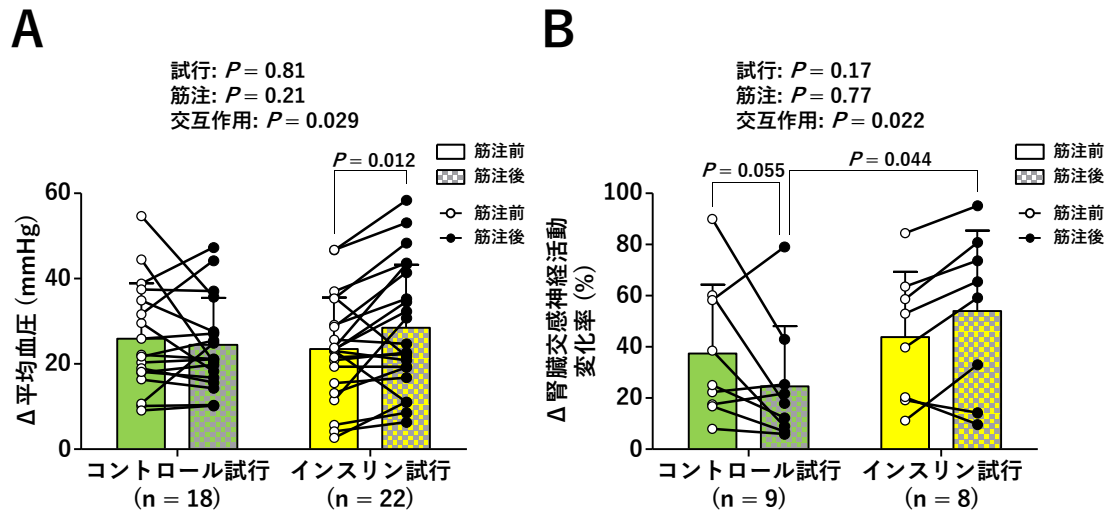 A
試行: P = 0.81
筋注: P = 0.21
交互作用: P = 0.029
P = 0.012
筋注前
筋注後
筋注前
筋注後
Δ 平均血圧 (mmHg)
60
40
20
0
コントロール試行
(n = 18)
インスリン試行
(n = 22)
B
試行: P = 0.17
筋注: P = 0.77
交互作用: P = 0.022
P = 0.055
P = 0.044
筋注前
筋注後
筋注前
筋注後
Δ 腎臓交感神経活動
変化率 (%)
100
80
60
40
20
0
コントロール試行
(n = 9)
インスリン試行
(n = 8)